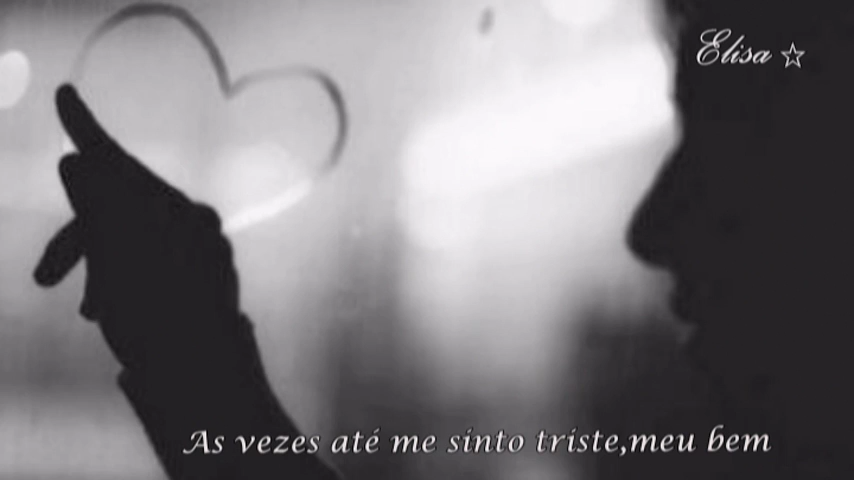 Elisa ☆
As vezes até me sinto triste,meu bem